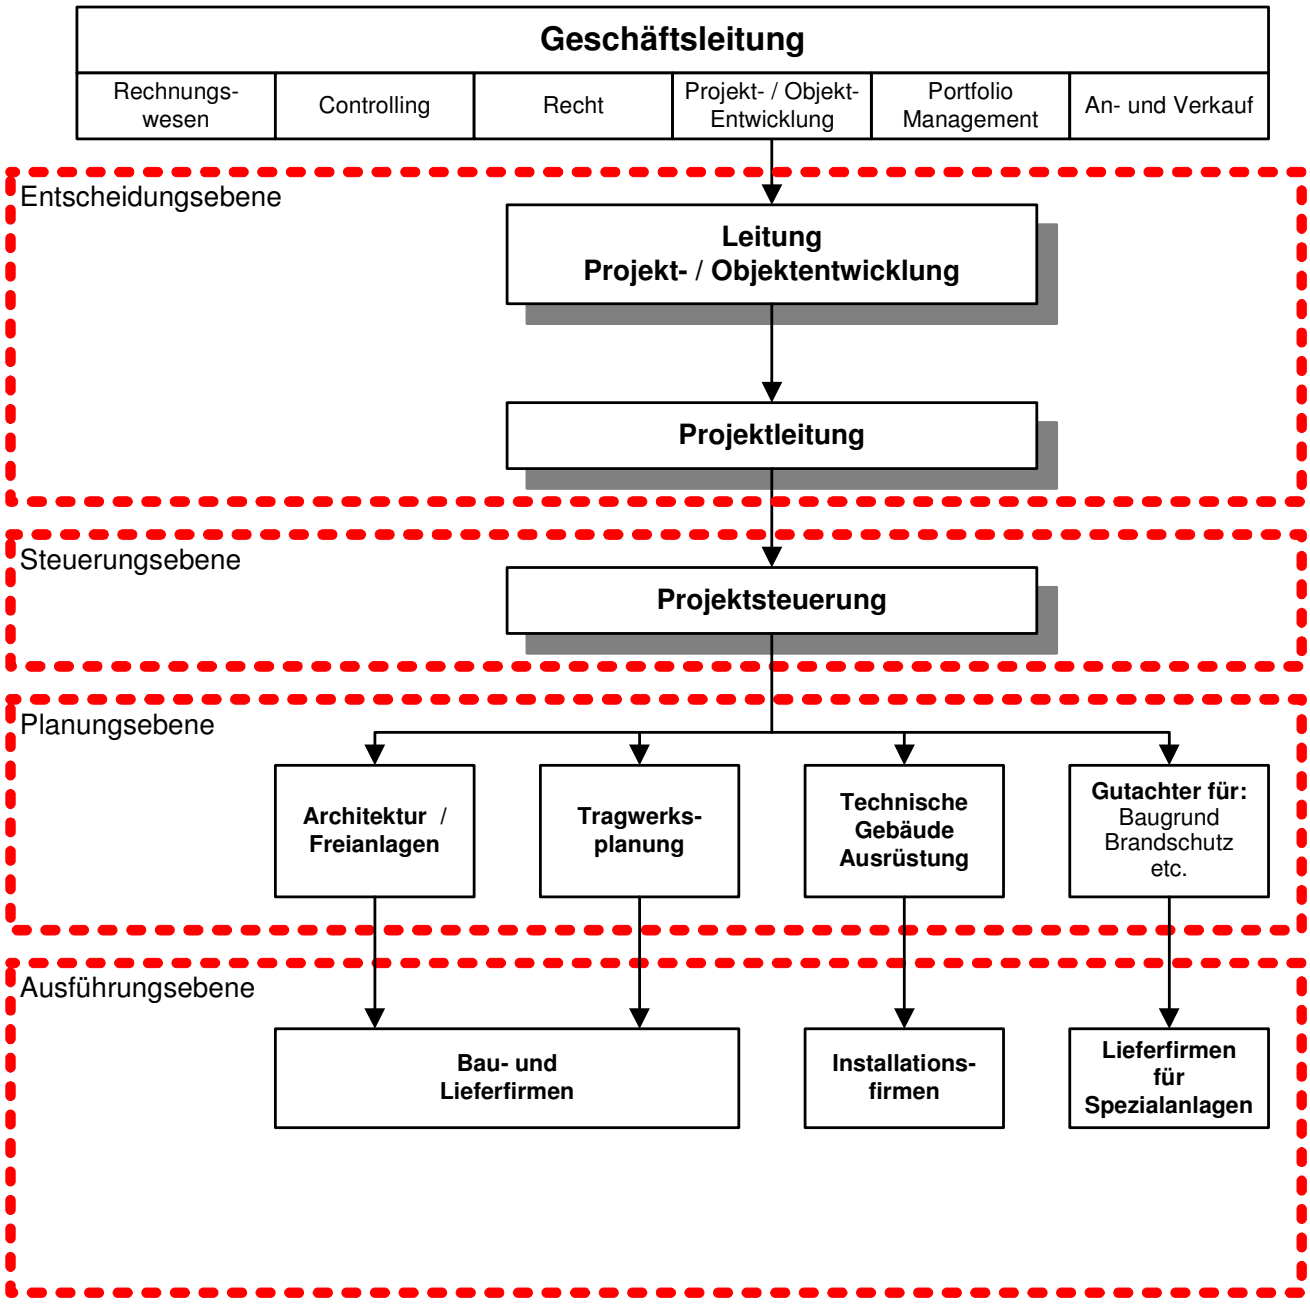 Geschäftsleitung
Rechnungs-
wesen
Controlling
Recht
Projekt- / Objekt-
Entwicklung
Portfolio
Management
An- und Verkauf
Entscheidungsebene
Leitung
Projekt- / Objektentwicklung
Projektleitung
Steuerungsebene
Projektsteuerung
Planungsebene
Architektur /
Freianlagen
Tragwerks-
planung
Technische
Gebäude
Ausrüstung
Gutachter für:
Baugrund
Brandschutz
etc.
Ausführungsebene
Bau- und
Lieferfirmen
Installations-
firmen
Lieferfirmen
für
Spezialanlagen